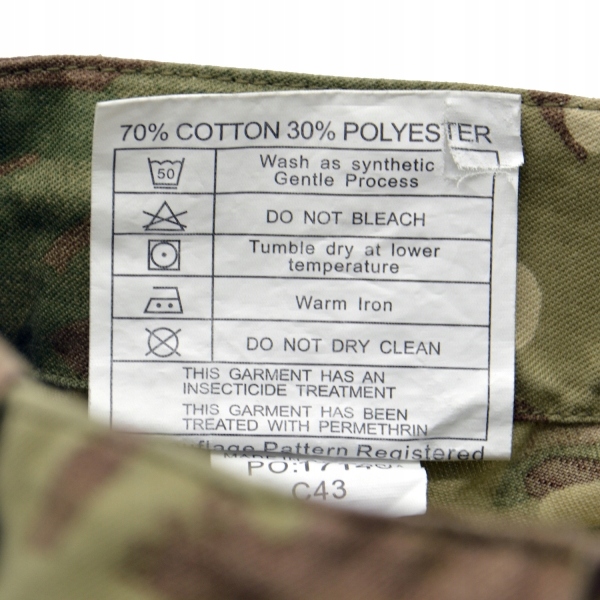 70% COTTON 30% POLYESTER
50
Wash as synthetic
Gentle Process
DO NOT BLEACH
Tumble dry at lower
temperature
Warm Iron
DO NOT DRY CLEAN
THIS GARMENT HAS AN
INSECTICIDE TREATMENT
THIS GARMENT HAS BEEN
TREATED WITH PERMETHRIN
Pattern Registered
C43